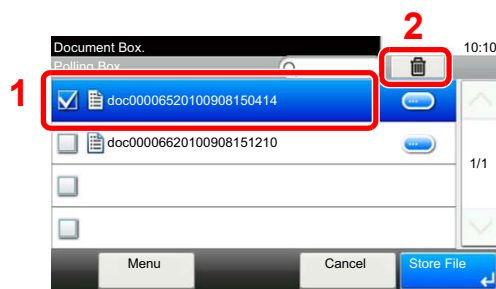 2
Document Box.
10:10
Polling Box
1
doc00006520100908150414
doc00006620100908151210
1/1
Menu
Cancel
Store File